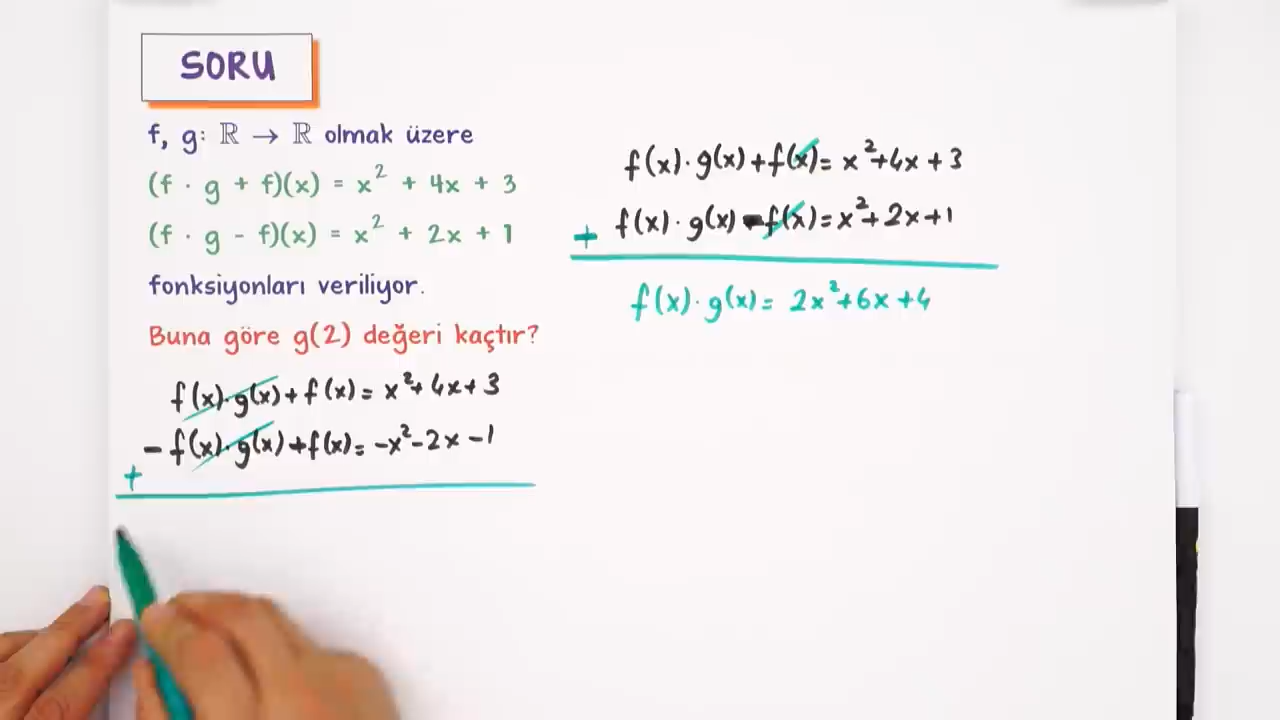 SORU
f, g: ℝ → ℝ olmak üzere
(f · g + f)(x) = x² + 4x + 3
(f · g - f)(x) = x² + 2x + 1
fonksiyonları veriliyor.
Buna göre g(2) değeri kaçtır?
f(x)·g(x)+f(x)=x²+4x+3
-f(x)·g(x)+f(x)=-x²-2x-1
+
f(x)·g(x)+f(x)=x²+4x+3
f(x)·g(x)-f(x)=x²+2x+1
+
f(x)·g(x)=2x²+6x+4